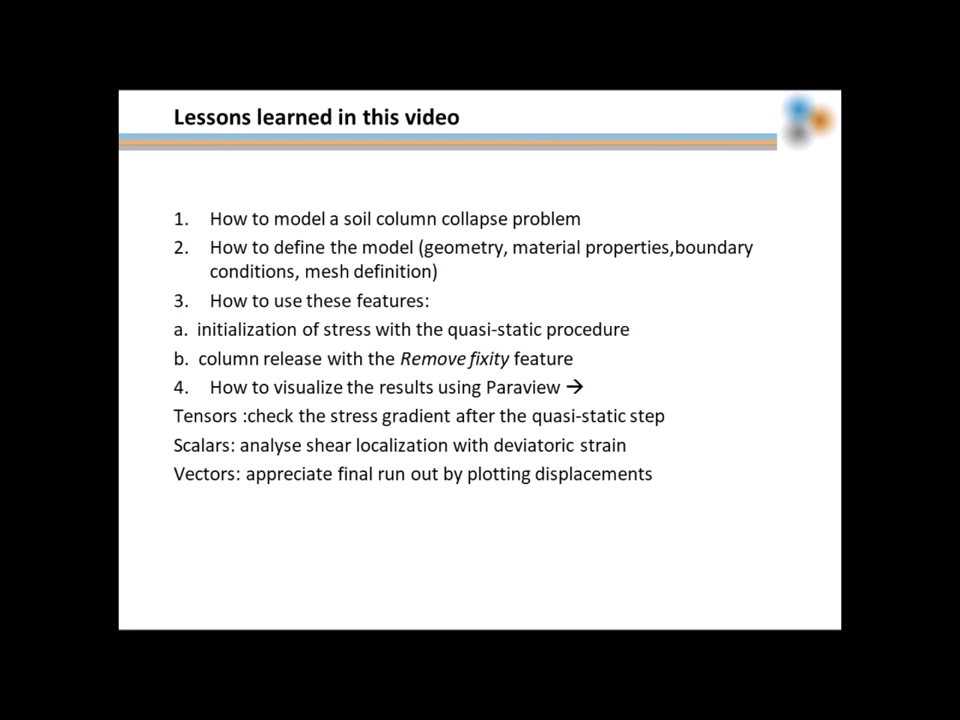 Lessons learned in this video
1. How to model a soil column collapse problem
2. How to define the model (geometry, material properties,boundary
conditions, mesh definition)
3. How to use these features:
a. initialization of stress with the quasi-static procedure
b. column release with the Remove fixity feature
4. How to visualize the results using Paraview →
Tensors :check the stress gradient after the quasi-static step
Scalars: analyse shear localization with deviatoric strain
Vectors: appreciate final run out by plotting displacements